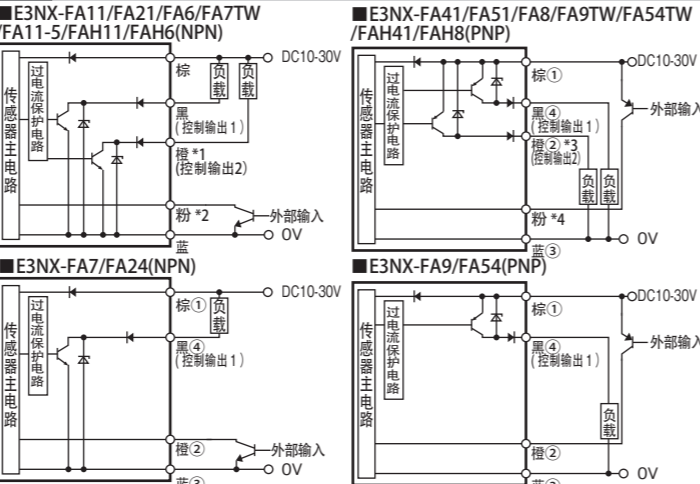 ■E3NX-FA11/FA21/FA6/FA7TW
/FA11-5/FAH11/FAH6(NPN)
传感器主电路
过电流保护电路
棕
负载
负载
DC10-30V
黑
(控制输出1)
橙 *1
(控制输出2)
粉 *2
外部输入
0V
蓝
■E3NX-FA41/FA51/FA8/FA9TW/FA54TW
/FAH41/FAH8(PNP)
传感器主电路
过电流保护电路
棕①
DC10-30V
外部输入
黑④
(控制输出1)
橙② *3
(控制输出2)
负载
负载
粉 *4
0V
蓝③
■E3NX-FA7/FA24(NPN)
传感器主电路
过电流保护电路
棕①
负载
DC10-30V
黑④
(控制输出1)
橙②
外部输入
0V
蓝③
■E3NX-FA9/FA54(PNP)
传感器主电路
过电流保护电路
棕①
DC10-30V
外部输入
黑④
(控制输出1)
负载
橙②
0V
蓝③